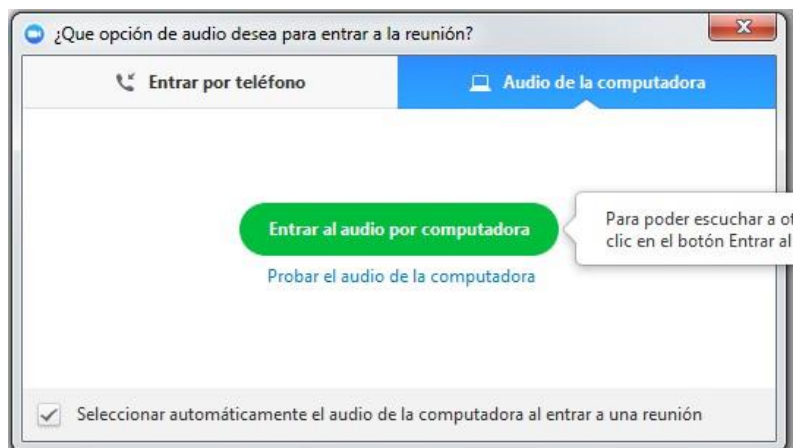 ¿Que opción de audio desea para entrar a la reunión?
Entrar por teléfono
Audio de la computadora
Entrar al audio por computadora
Para poder escuchar a
clic en el botón Entrar al
Probar el audio de la computadora
Seleccionar automáticamente el audio de la computadora al entrar a una reunión